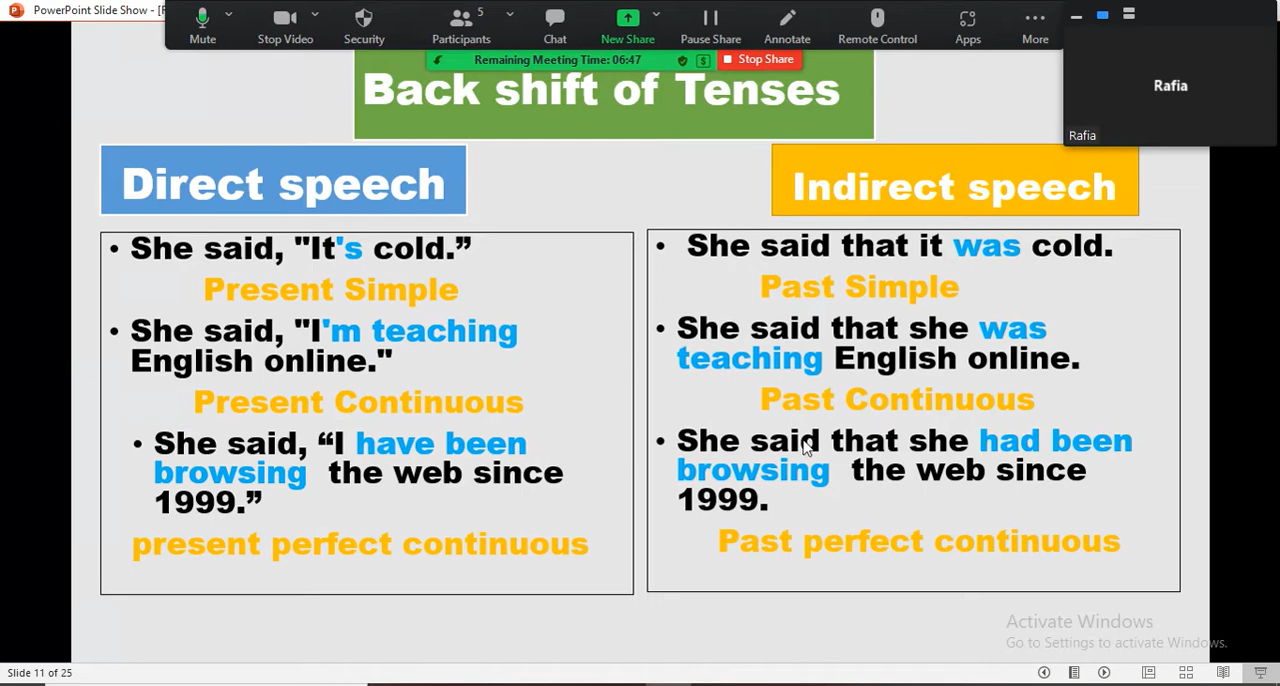 PowerPoint Slide Show - [F
Mute
Stop Video
Security
Participants
5
Chat
New Share
Pause Share
Annotate
Remote Control
Apps
More
Remaining Meeting Time: 06:47
Stop Share
Rafia
Rafia
Back shift of Tenses
Direct speech
• She said, "It's cold.”
Present Simple
• She said, "I'm teaching
English online."
Present Continuous
• She said, “I have been
browsing the web since
1999.”
present perfect continuous
Indirect speech
• She said that it was cold.
Past Simple
• She said that she was
teaching English online.
Past Continuous
• She said that she had been
browsing the web since
1999.
Past perfect continuous
Activate Windows
Go to Settings to activate Windows.
Slide 11 of 25